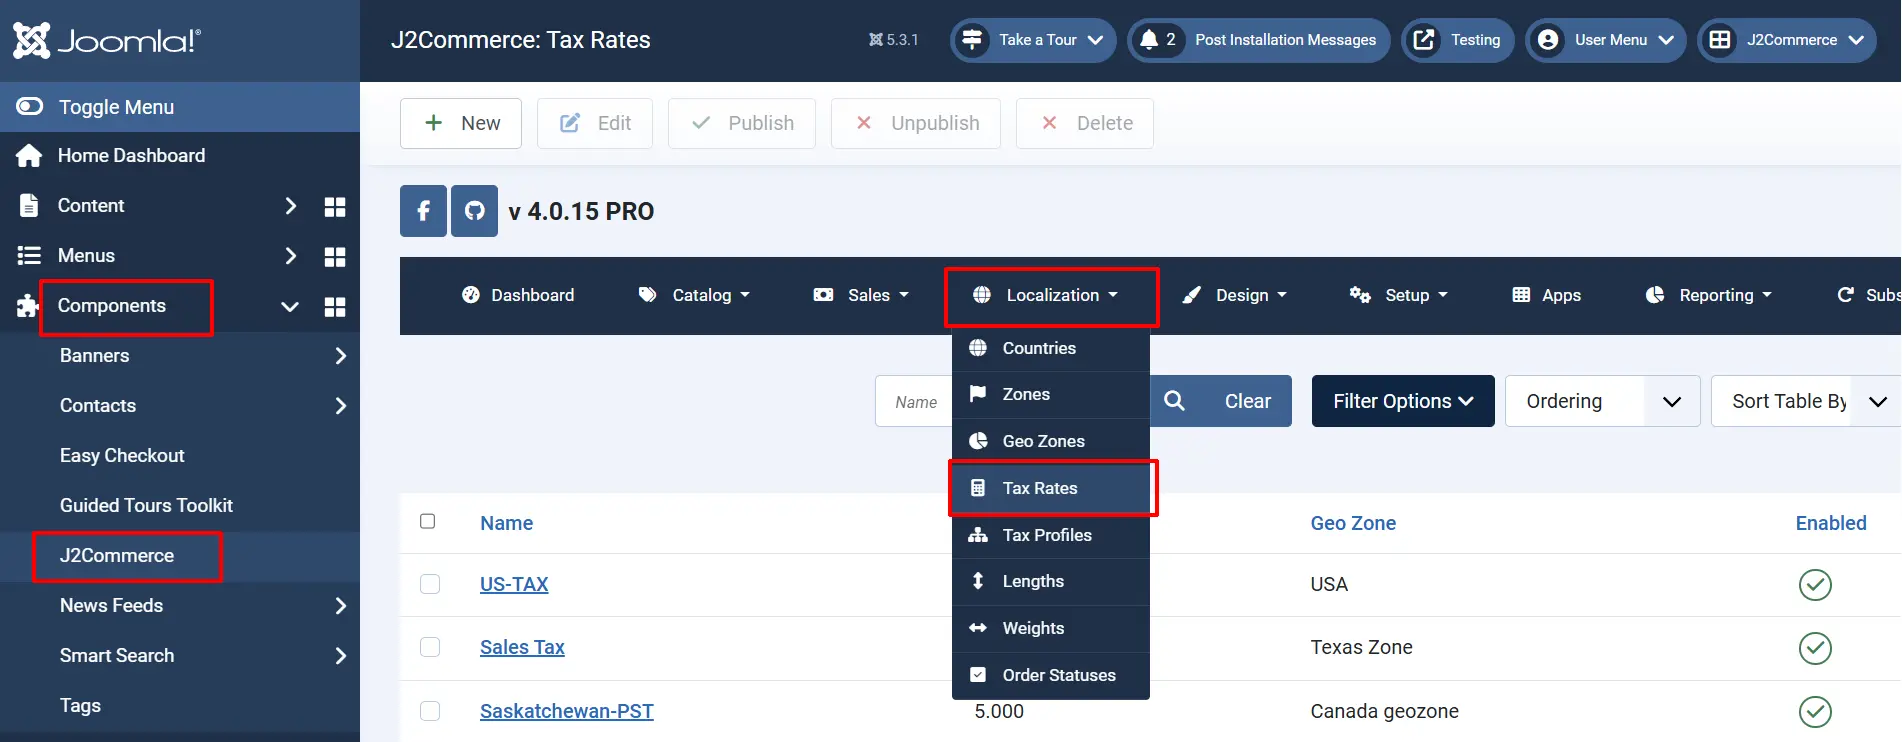 Joomla!®
J2Commerce: Tax Rates
5.3.1
Take a Tour
2 Post Installation Messages
Testing
User Menu
J2Commerce
Toggle Menu
Home Dashboard
Content
Menus
Components
Banners
Contacts
Easy Checkout
Guided Tours Toolkit
J2Commerce
News Feeds
Smart Search
Tags
New
Edit
Publish
Unpublish
Delete
v 4.0.15 PRO
Dashboard
Catalog
Sales
Localization
Design
Setup
Apps
Reporting
Subs
Countries
Zones
Geo Zones
Tax Rates
Tax Profiles
Lengths
Weights
Order Statuses
Name
Clear
Filter Options
Ordering
Sort Table By
Name Geo Zone Enabled
US-TAX USA
Sales Tax Texas Zone
Saskatchewan-PST 5.000 Canada geozone